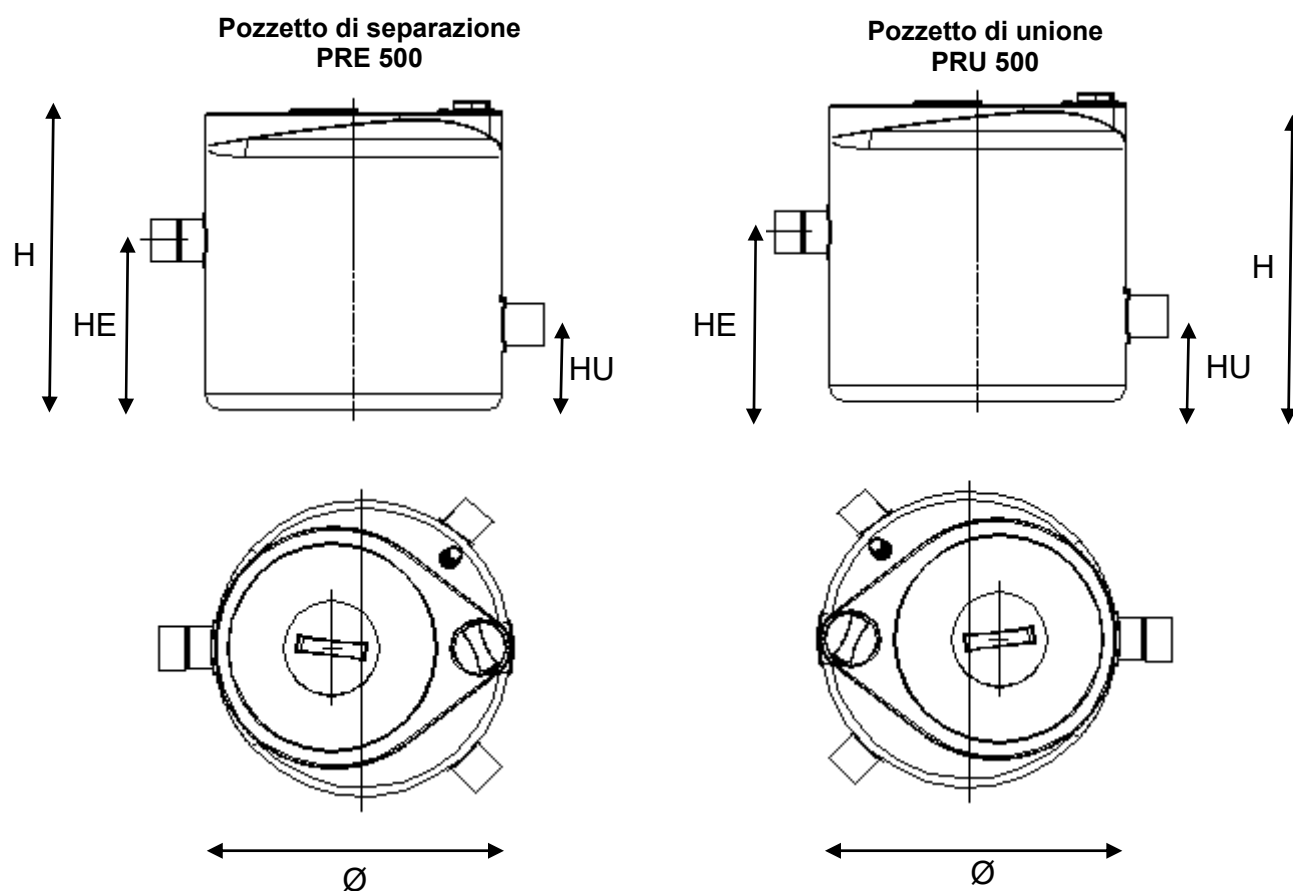 Pozzetto di separazione
PRE 500
Pozzetto di unione
PRU 500
H
HE
HU
HE
HU
H
Ø
Ø